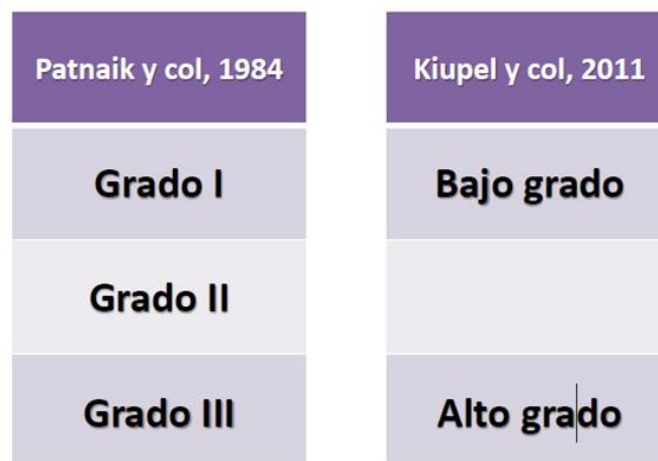 Patnaik y col, 1984
Grado I
Grado II
Grado III
Kiupel y col, 2011
Bajo grado
Alto grado